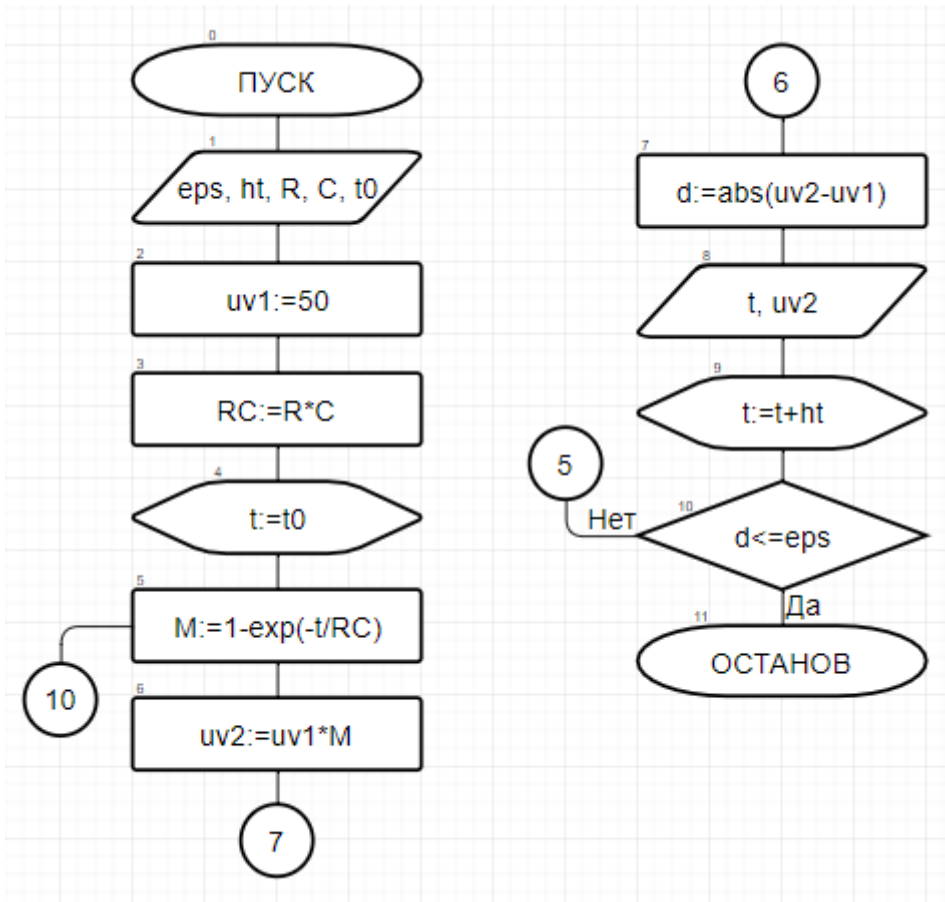 0
ПУСК
1
eps, ht, R, C, t0
2
uv1:=50
3
RC:=R*C
4
t:=t0
5
M:=1-exp(-t/RC)
10
6
uv2:=uv1*M
7
6
7
d:=abs(uv2-uv1)
8
t, uv2
9
t:=t+ht
5
Нет
10
d<=eps
Да
11
ОСТАНОВ